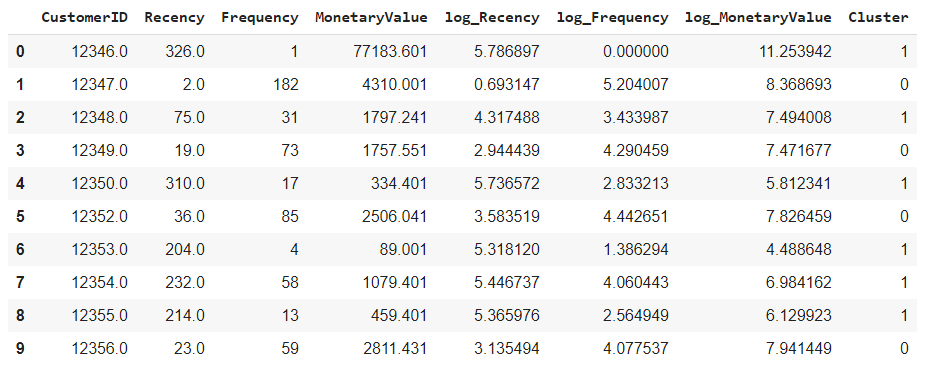 CustomerID Recency Frequency MonetaryValue log_Recency log_Frequency log_MonetaryValue Cluster
0 12346.0 326.0 1 77183.601 5.786897 0.000000 11.253942 1
1 12347.0 2.0 182 4310.001 0.693147 5.204007 8.368693 0
2 12348.0 75.0 31 1797.241 4.317488 3.433987 7.494008 1
3 12349.0 19.0 73 1757.551 2.944439 4.290459 7.471677 0
4 12350.0 310.0 17 334.401 5.736572 2.833213 5.812341 1
5 12352.0 36.0 85 2506.041 3.583519 4.442651 7.826459 0
6 12353.0 204.0 4 89.001 5.318120 1.386294 4.488648 1
7 12354.0 232.0 58 1079.401 5.446737 4.060443 6.984162 1
8 12355.0 214.0 13 459.401 5.365976 2.564949 6.129923 1
9 12356.0 23.0 59 2811.431 3.135494 4.077537 7.941449 0